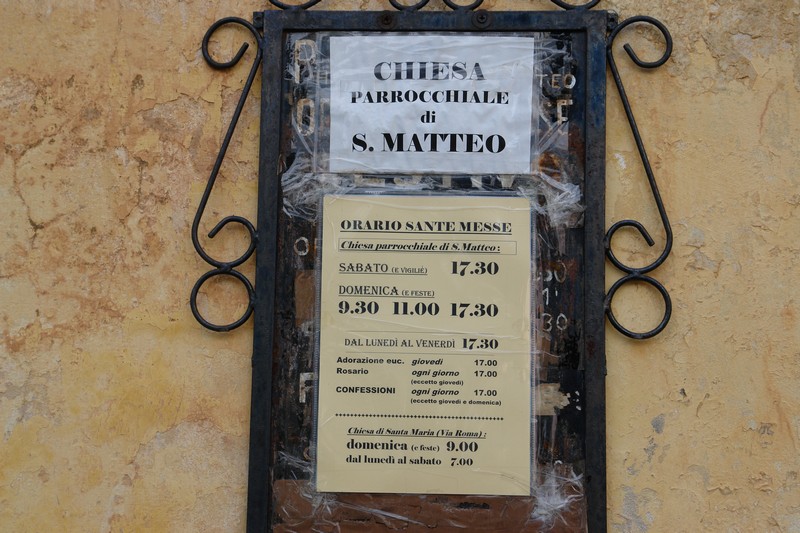 CHIESA
PARROCCHIALE
di
S. MATTEO
ORARIO SANTE MESSE
Chiesa parrocchiale di S. Matteo :
SABATO (E VIGILIE) 17.30
DOMENICA (E FESTE)
9.30 11.00 17.30
DAL LUNEDÌ AL VENERDÌ 17.30
Adorazione euc. giovedì 17.00
Rosario ogni giorno 17.00
(eccetto giovedì)
CONFESSIONI ogni giorno 17.00
(eccetto giovedì e domenica)
Chiesa di Santa Maria (Via Roma) :
domenica (e feste) 9.00
dal lunedì al sabato 7.00